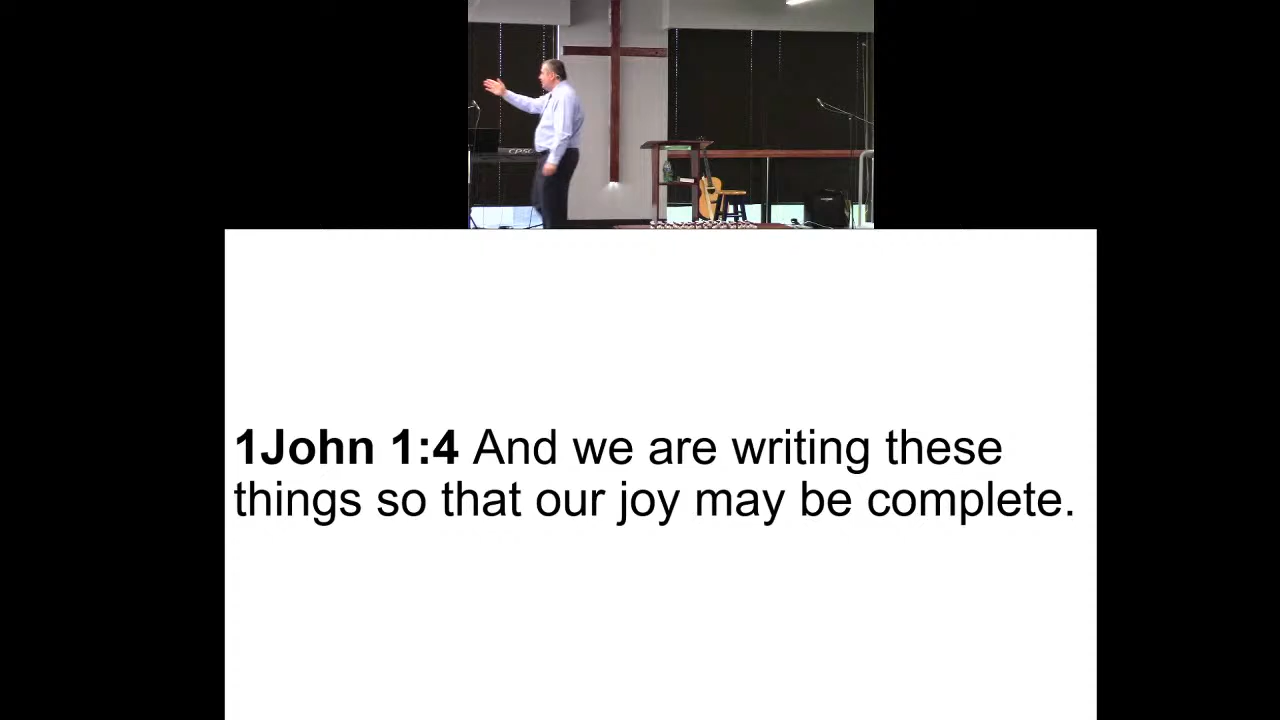 1John 1:4 And we are writing these
things so that our joy may be complete.